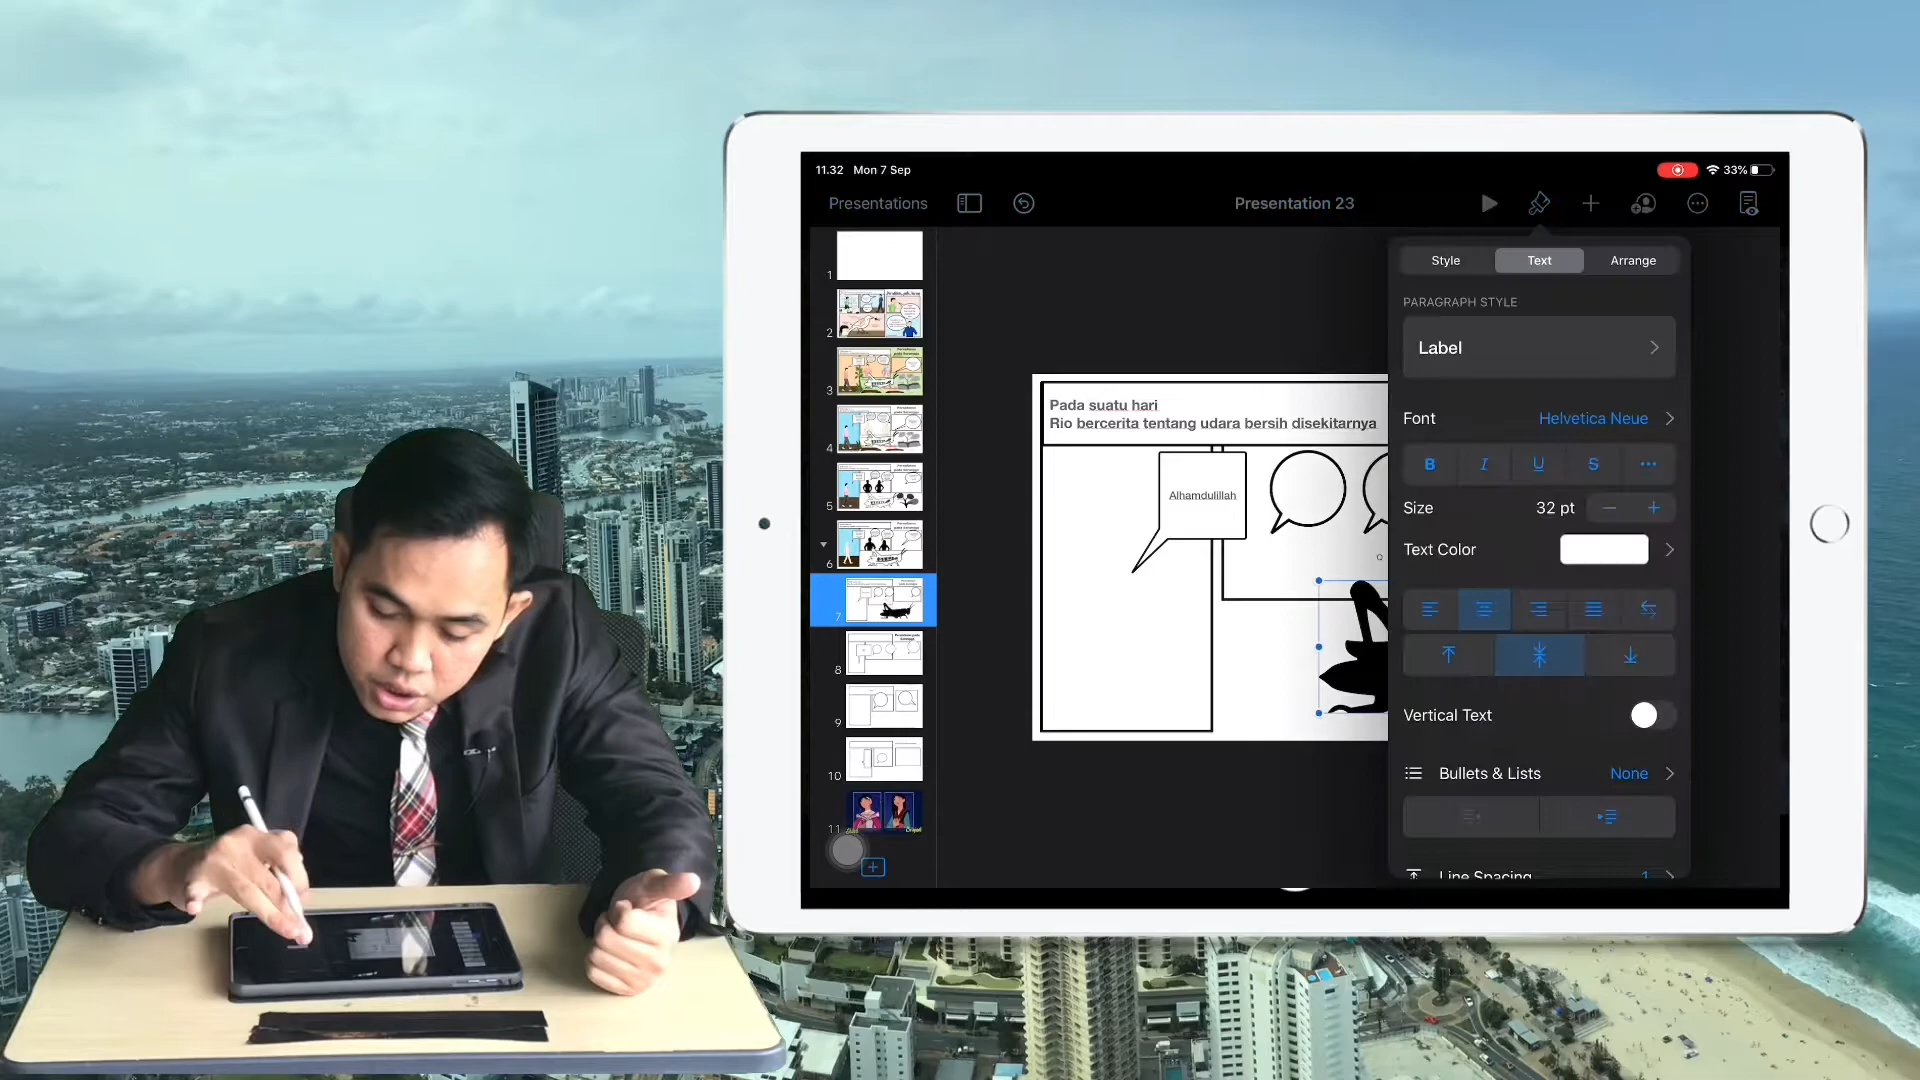 11.32 Mon 7 Sep
33%
Presentations
Presentation 23
Style
Text
Arrange
PARAGRAPH STYLE
Label
Font
Helvetica Neue
B
I
U
S
Size
32 pt
Text Color
Vertical Text
Bullets & Lists
None
Line Spacing
1
Pada suatu hari
Rio bercerita tentang udara bersih disekitarnya
Alhamdulillah
1
2
3
4
5
6
7
8
9
10
11